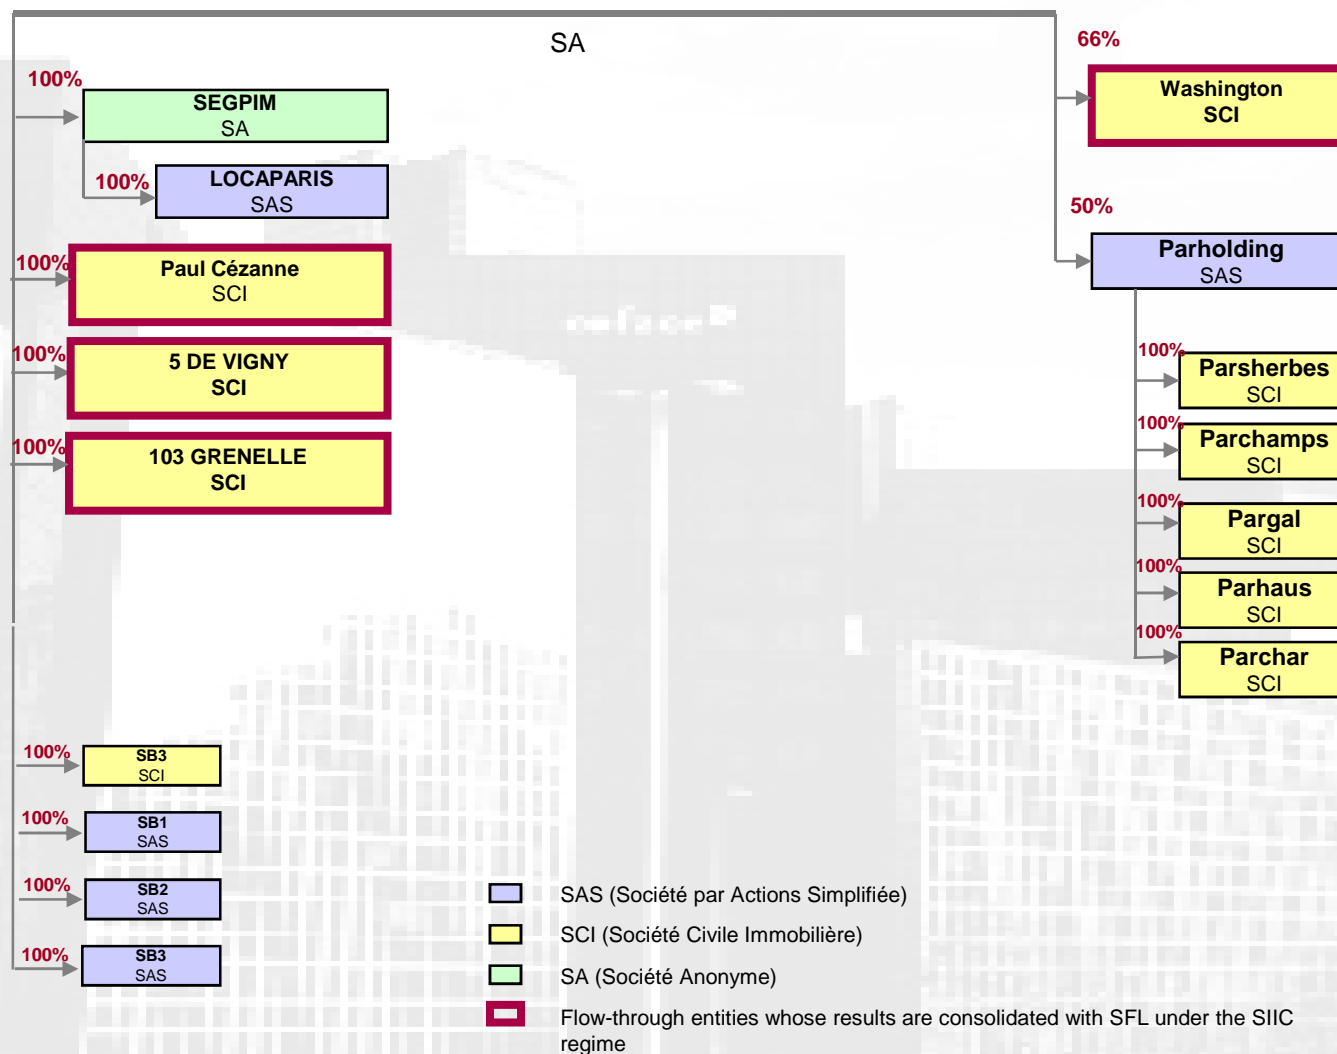 SA
100%
SEGPIM
SA
100%
LOCAPARIS
SAS
100%
Paul Cézanne
SCI
100%
5 DE VIGNY
SCI
100%
103 GRENELLE
SCI
100%
SB3
SCI
100%
SB1
SAS
100%
SB2
SAS
100%
SB3
SAS
66%
Washington
SCI
50%
Parholding
SAS
100%
Parsherbes
SCI
100%
Parchamps
SCI
100%
Pargal
SCI
100%
Parhaus
SCI
100%
Parchar
SCI
SAS (Société par Actions Simplifiée)
SCI (Société Civile Immobilière)
SA (Société Anonyme)
Flow-through entities whose results are consolidated with SFL under the SIIC
regime